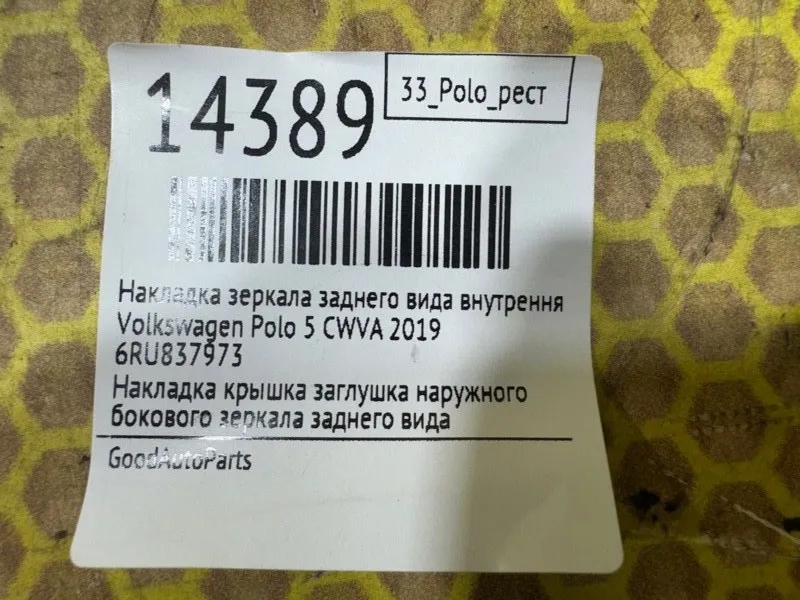 14389
33_Polo_рест
Накладка зеркала заднего вида внутрення
Volkswagen Polo 5 CWVA 2019
6RU837973
Накладка крышка заглушка наружного
бокового зеркала заднего вида
GoodAutoParts